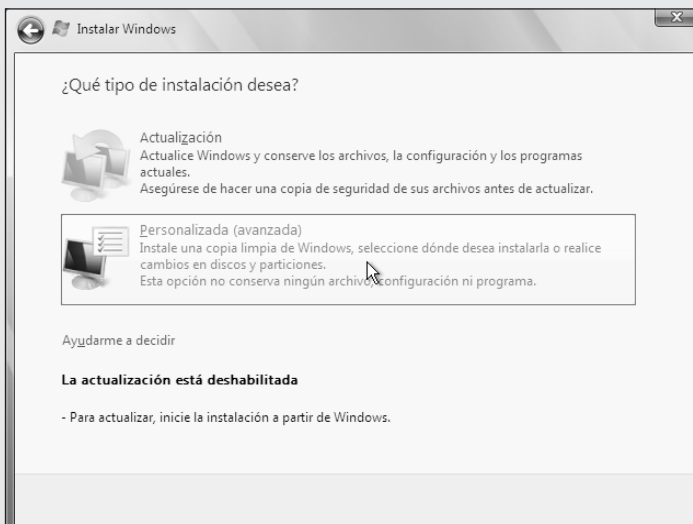 Instalar Windows
¿Qué tipo de instalación desea?
Actualización
Actualice Windows y conserve los archivos, la configuración y los programas
actuales.
Asegúrese de hacer una copia de seguridad de sus archivos antes de actualizar.
Personalizada (avanzada)
Instale una copia limpia de Windows, seleccione dónde desea instalarla o realice
cambios en discos y particiones.
Esta opción no conserva ningún archivo, configuración ni programa.
Ayudarme a decidir
La actualización está deshabilitada
- Para actualizar, inicie la instalación a partir de Windows.